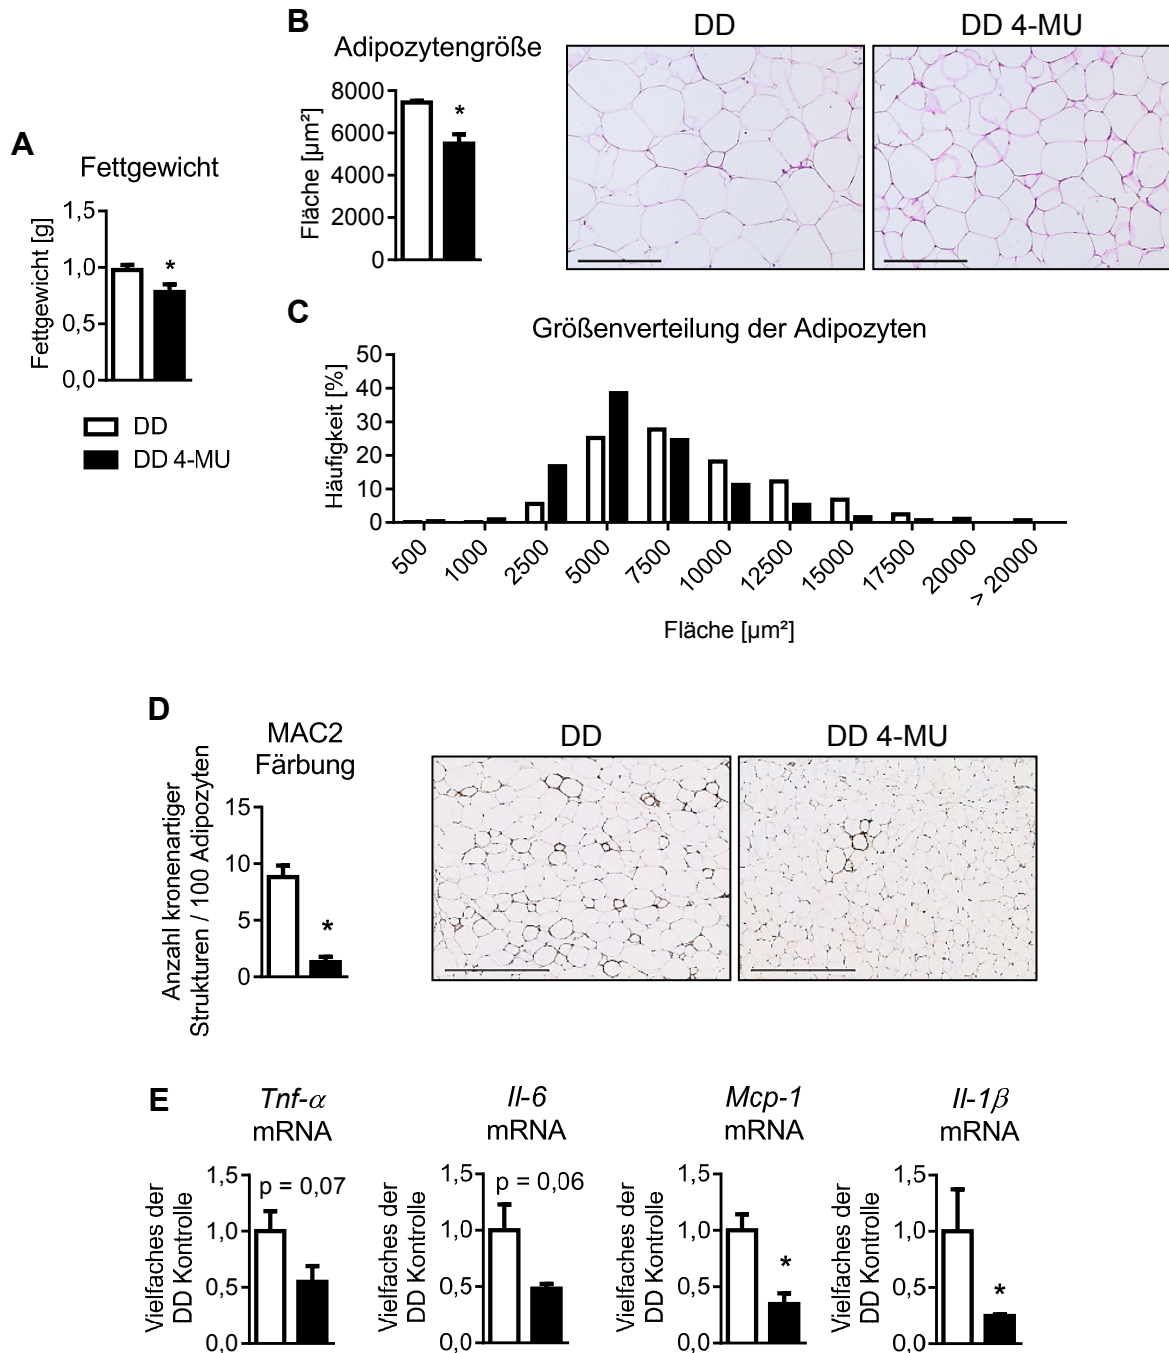 A
Fettgewicht
Fettgewicht [g]
1,5
1,0
0,5
0,0
*
DD
DD 4-MU
B
Adipozytengröße
Fläche [µm²]
8000
6000
4000
2000
0
*
DD
DD 4-MU
C
Größenverteilung der Adipozyten
Häufigkeit [%]
50
40
30
20
10
0
500
1000
2500
5000
7500
10000
12500
15000
17500
20000
> 20000
Fläche [µm²]
D
MAC2
Färbung
Anzahl kronenartiger
Strukturen / 100 Adipozyten
15
10
5
0
*
DD
DD 4-MU
E
Tnf-α
mRNA
Vielfaches der
DD Kontrolle
1,5
1,0
0,5
0,0
p = 0,07
Il-6
mRNA
Vielfaches der
DD Kontrolle
1,5
1,0
0,5
0,0
p = 0,06
Mcp-1
mRNA
Vielfaches der
DD Kontrolle
1,5
1,0
0,5
0,0
*
Il-1β
mRNA
Vielfaches der
DD Kontrolle
1,5
1,0
0,5
0,0
*